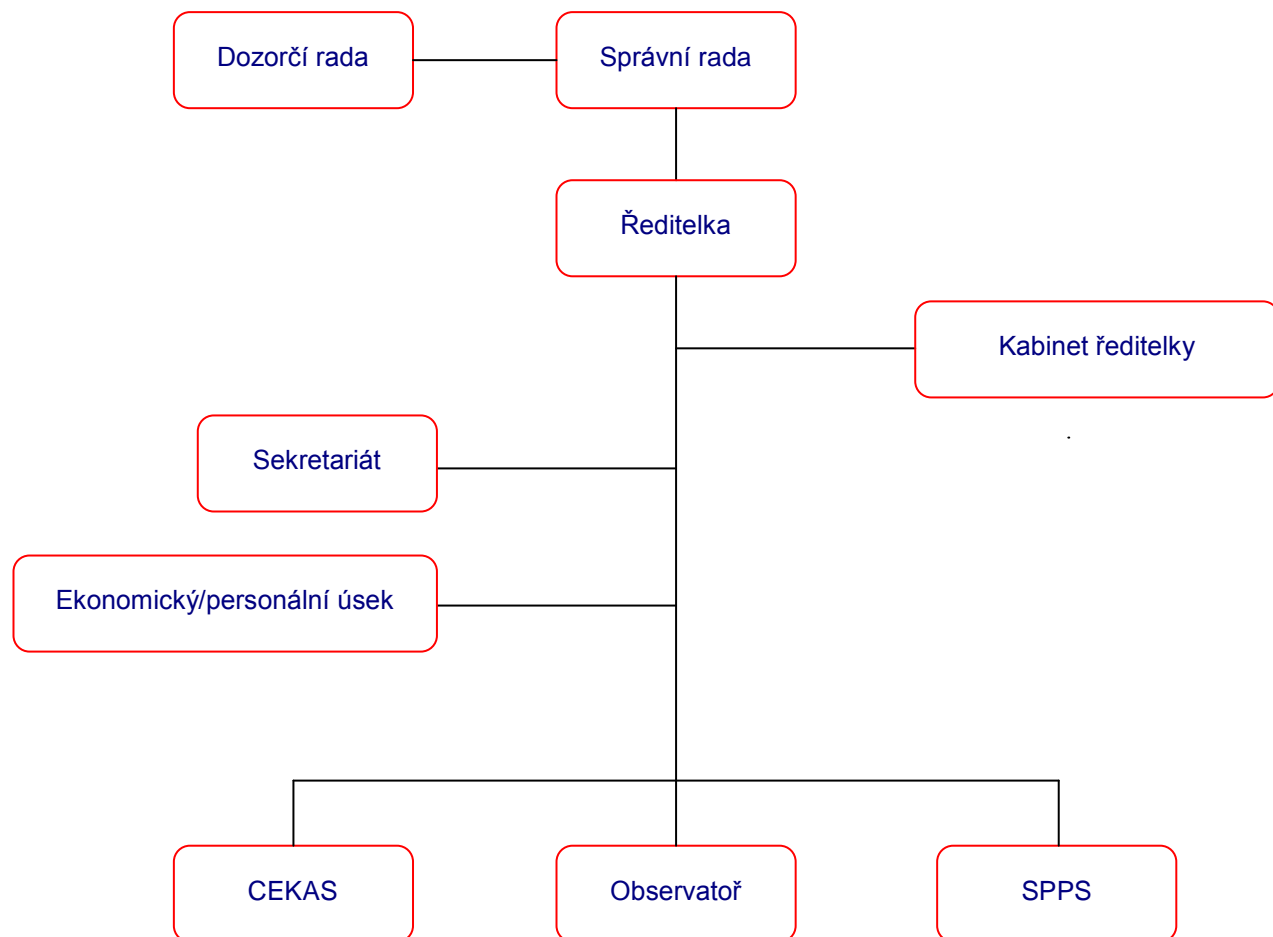 Dozorčí rada
Správní rada
Ředitelka
Kabinet ředitelky
.
Sekretariát
Ekonomický/personální úsek
CEKAS
Observatoř
SPPS